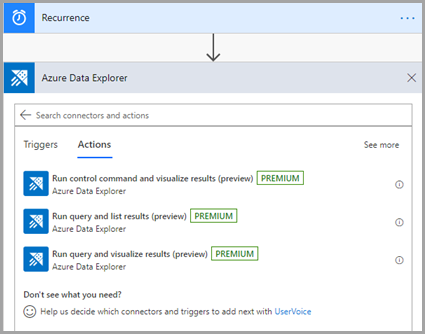 Recurrence
Azure Data Explorer
Search connectors and actions
Triggers Actions See more
Run control command and visualize results (preview) PREMIUM
Azure Data Explorer
Run query and list results (preview) PREMIUM
Azure Data Explorer
Run query and visualize results (preview) PREMIUM
Azure Data Explorer
Don't see what you need?
Help us decide which connectors and triggers to add next with UserVoice